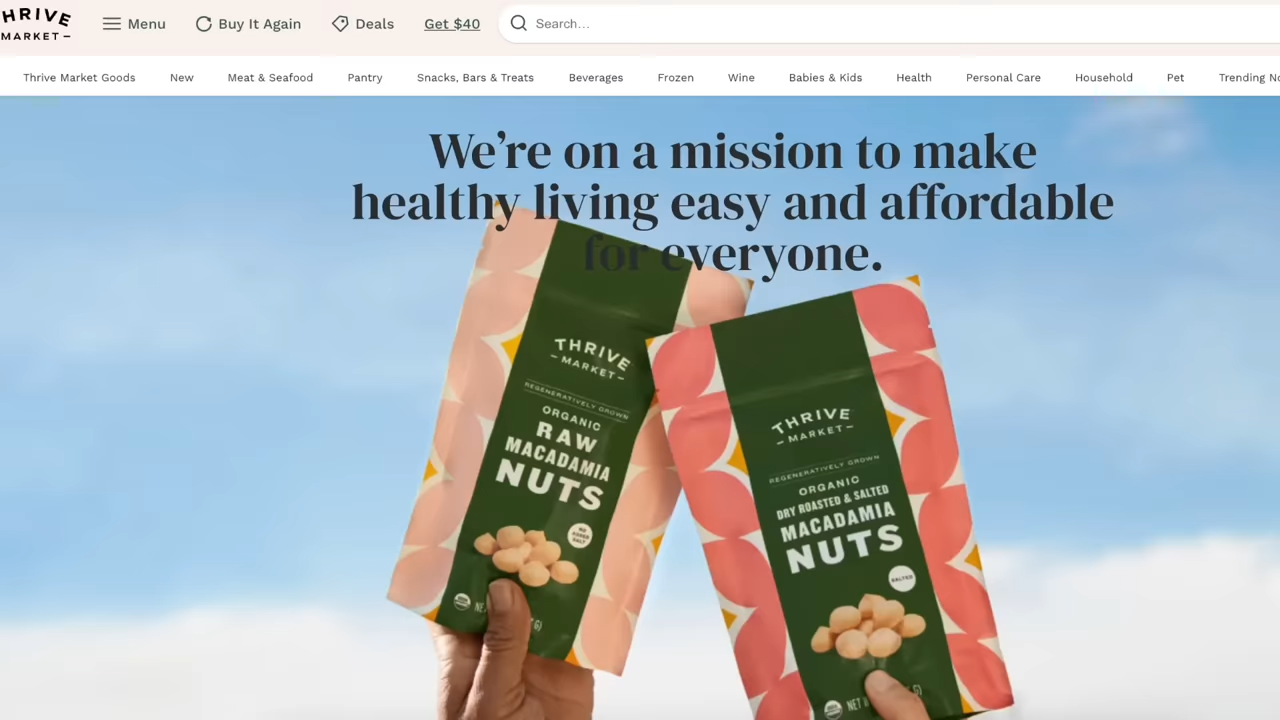 THRIVE
MARKET
Menu
Buy It Again
Deals
Get $40
Search...
Thrive Market Goods
New
Meat & Seafood
Pantry
Snacks, Bars & Treats
Beverages
Frozen
Wine
Babies & Kids
Health
Personal Care
Household
Pet
Trending
We're on a mission to make
healthy living easy and affordable
for everyone.
THRIVE
MARKET
REGENERATIVELY GROWN
ORGANIC
RAW
MACADAMIA
NUTS
THRIVE
MARKET
REGENERATIVELY GROWN
ORGANIC
DRY ROASTED & SALTED
MACADAMIA
NUTS
SALTED
NET